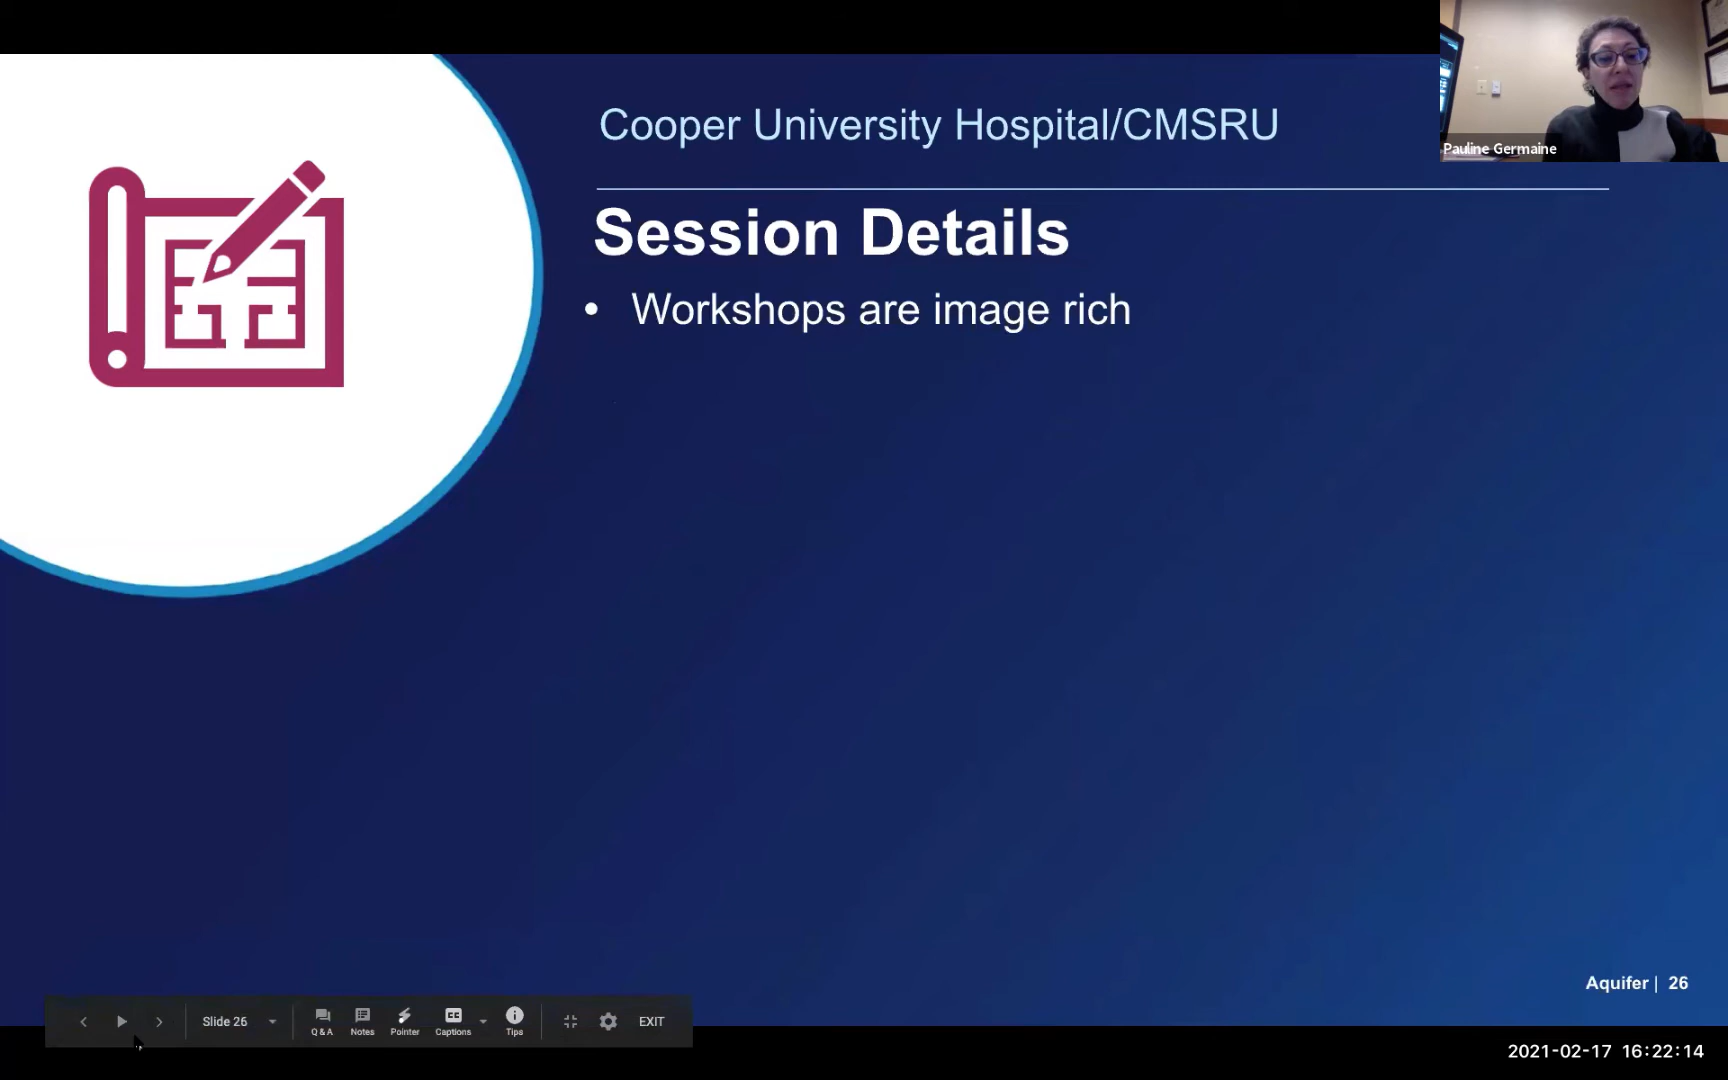 Cooper University Hospital/CMSRU
Pauline Germaine
Session Details
• Workshops are image rich
Aquifer | 26
Slide 26
Q & A
Notes
Pointer
Captions
Tips
EXIT
2021-02-17 16:22:14